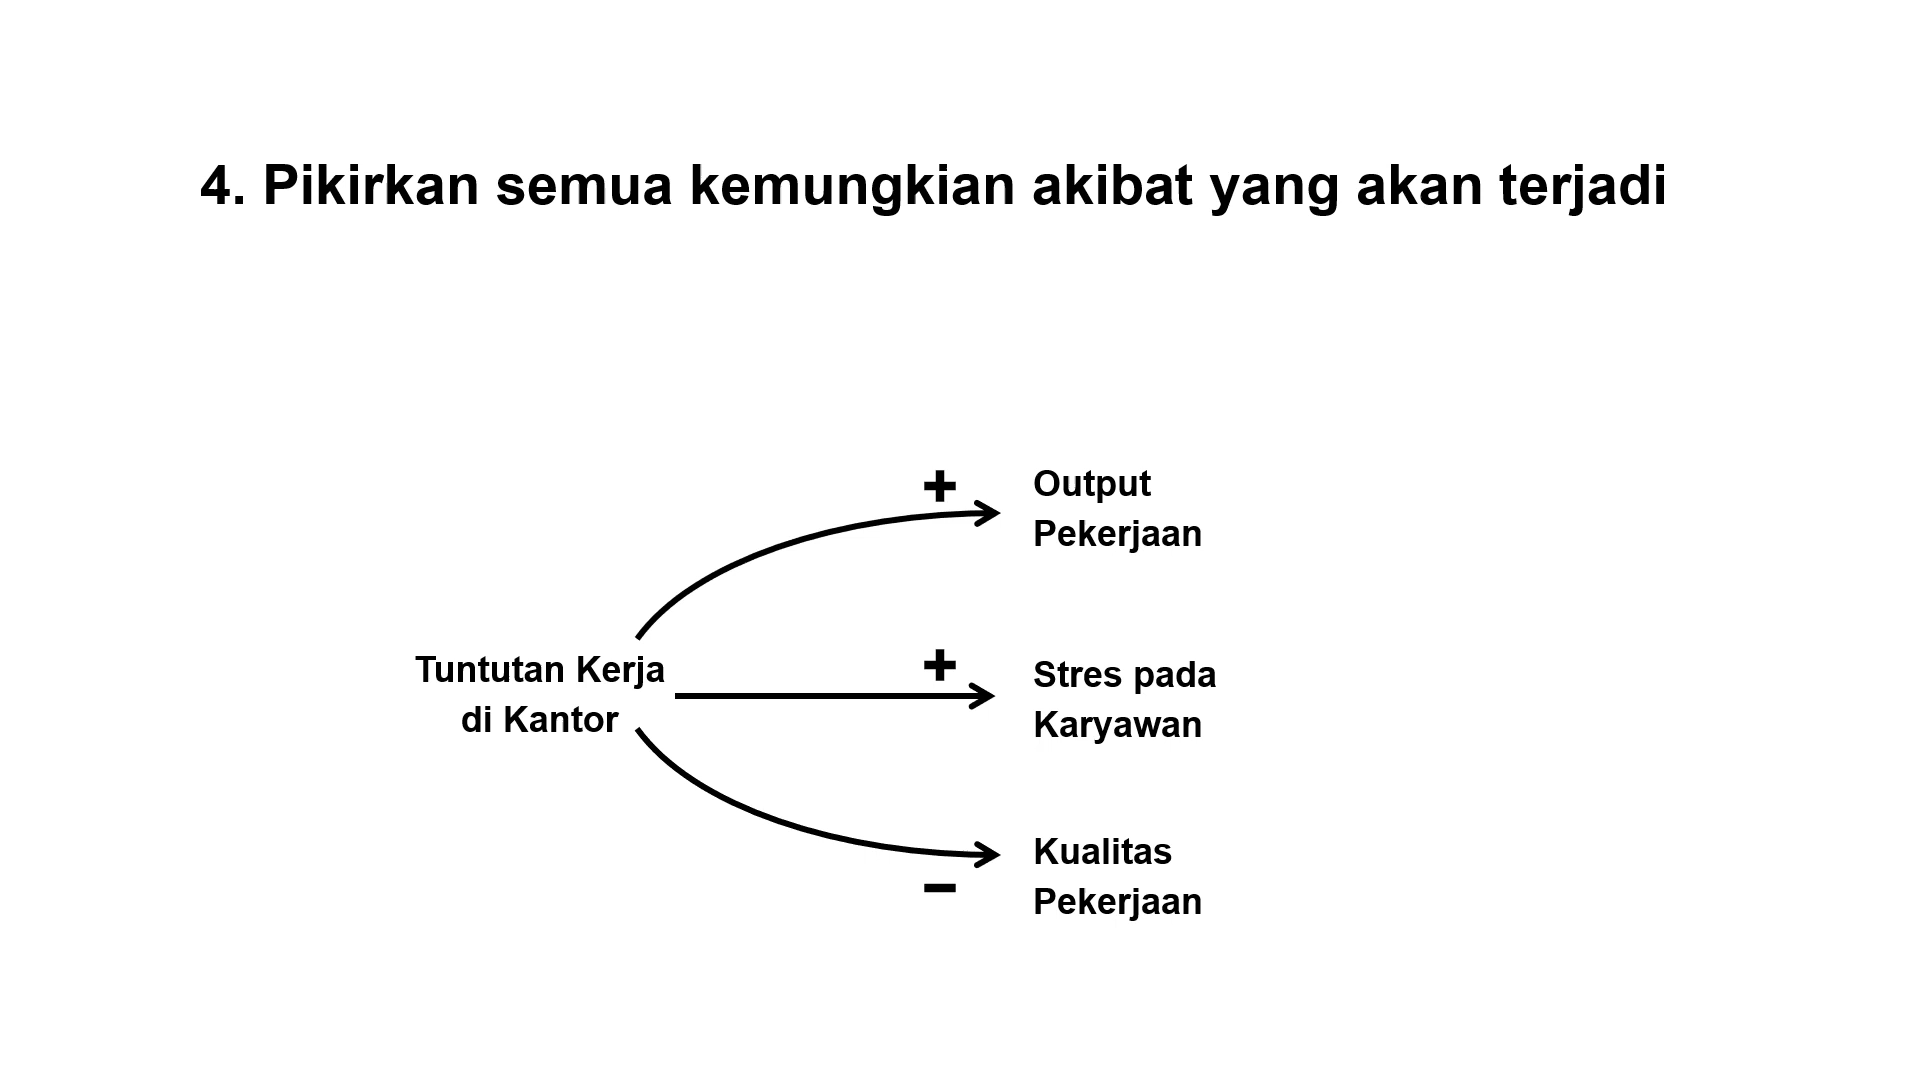 4. Pikirkan semua kemungkian akibat yang akan terjadi
+
Output
Pekerjaan
Tuntutan Kerja
di Kantor
+
Stres pada
Karyawan
Kualitas
Pekerjaan
−